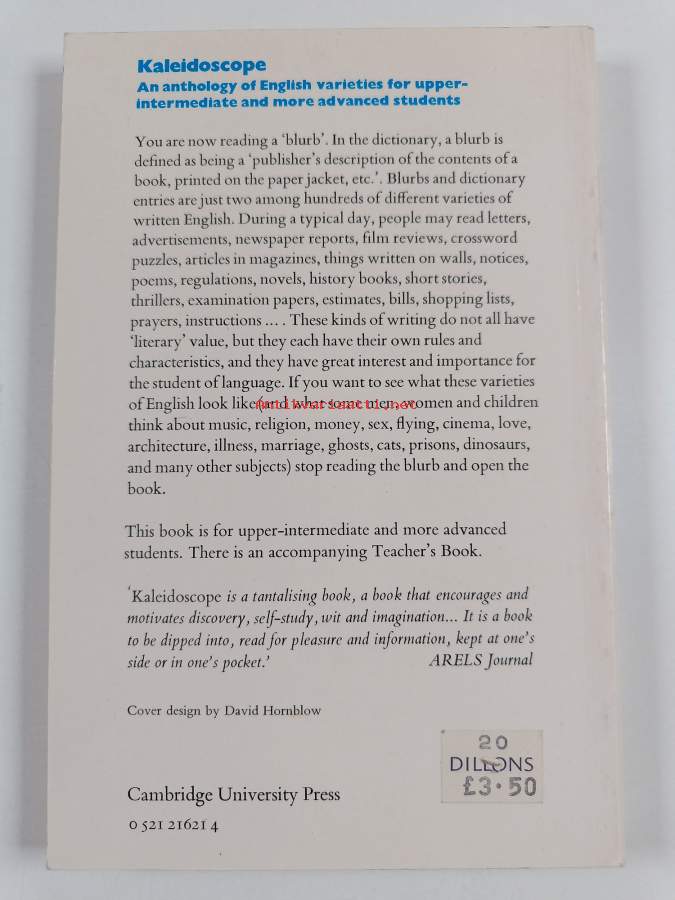 Kaleidoscope
An anthology of English varieties for upper-
intermediate and more advanced students
You are now reading a ‘blurb’. In the dictionary, a blurb is
defined as being a ‘publisher’s description of the contents of a
book, printed on the paper jacket, etc.’. Blurbs and dictionary
entries are just two among hundreds of different varieties of
written English. During a typical day, people may read letters,
advertisements, newspaper reports, film reviews, crossword
puzzles, articles in magazines, things written on walls, notices,
poems, regulations, novels, history books, short stories,
thrillers, examination papers, estimates, bills, shopping lists,
prayers, instructions ... . These kinds of writing do not all have
‘literary’ value, but they each have their own rules and
characteristics, and they have great interest and importance for
the student of language. If you want to see what these varieties
of English look like (and what some men, women and children
Antikvariaatti.net
think about music, religion, money, sex, flying, cinema, love,
architecture, illness, marriage, ghosts, cats, prisons, dinosaurs,
and many other subjects) stop reading the blurb and open the
book.
This book is for upper-intermediate and more advanced
students. There is an accompanying Teacher’s Book.
‘Kaleidoscope is a tantalising book, a book that encourages and
motivates discovery, self-study, wit and imagination... It is a book
to be dipped into, read for pleasure and information, kept at one’s
side or in one’s pocket.’ ARELS Journal
Cover design by David Hornblow
20
DILLONS
£3·50
Cambridge University Press
0 521 21621 4